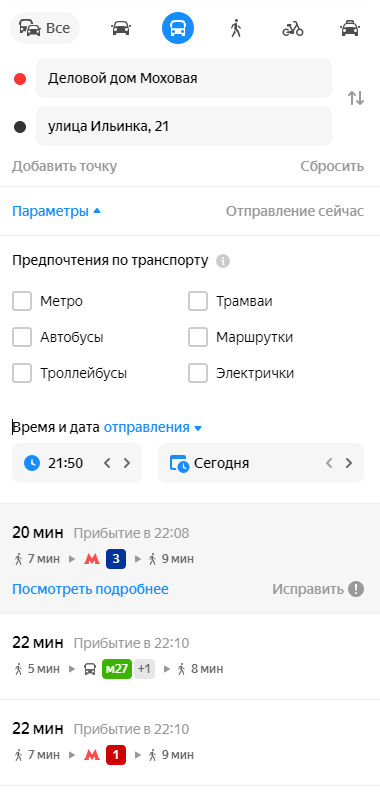 Все
Деловой дом Моховая
улица Ильинка, 21
Добавить точку Сбросить
Параметры Отправление сейчас
Предпочтения по транспорту
Метро Трамваи
Автобусы Маршрутки
Троллейбусы Электрички
Время и дата отправления
21:50 Сегодня
20 мин Прибытие в 22:08
7 мин 3 9 мин
Посмотреть подробнее Исправить
22 мин Прибытие в 22:10
5 мин м27 +1 8 мин
22 мин Прибытие в 22:10
7 мин 1 9 мин